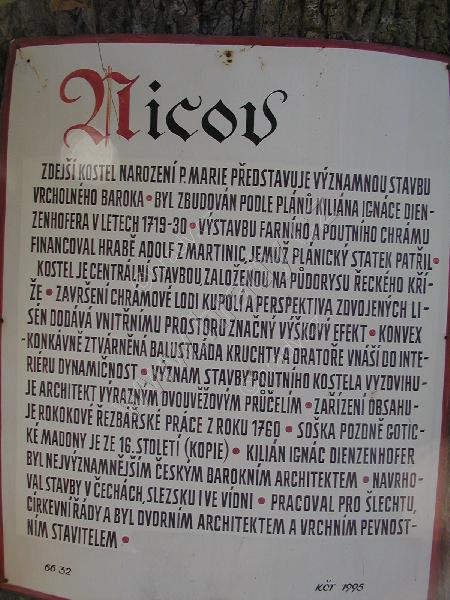 Nicov
ZDEJŠÍ KOSTEL NAROZENÍ P. MARIE PŘEDSTAVUJE VÝZNAMNOU STAVBU
VRCHOLNÉHO BAROKA • BYL ZBUDOVÁN PODLE PLÁNŮ KILIÁNA IGNÁCE DIEN-
ZENHOFERA V LETECH 1719-30 • VÝSTAVBU FARNÍHO A POUTNÍHO CHRÁMU
FINANCOVAL HRABĚ ADOLF Z MARTINIC, JEMUŽ PLÁNICKÝ STATEK PATŘIL •
KOSTEL JE CENTRÁLNÍ STAVBOU, ZALOŽENOU NA PŮDORYSU ŘECKÉHO KŘÍ-
ŽE • ZAVRŠENÍ CHRÁMOVÉ LODI KUPOLÍ A PERSPEKTIVA ZDVOJENÝCH LI-
SÉN DODÁVÁ VNITŘNÍMU PROSTORU ZNAČNÝ VÝŠKOVÝ EFEKT • KONVEX
-KONKÁVNĚ ZTVÁRNĚNÁ BALUSTRÁDA KRUCHTY A ORATOŘE VNÁŠÍ DO INTE-
RIÉRU DYNAMIČNOST • VÝZNAM STAVBY POUTNÍHO KOSTELA VYZDVIHU-
JE ARCHITEKT VÝRAZNÝM DVOUVĚŽOVÝM PRŮČELÍM • ZAŘÍZENÍ OBSAHU-
JE ROKOKOVÉ ŘEZBÁŘSKÉ PRÁCE Z ROKU 1760 • SOŠKA POZDNĚ GOTIC-
KÉ MADONY JE ZE 16. STOLETÍ (KOPIE) • KILIÁN IGNÁC DIENZENHOFER
BYL NEJVÝZNAMNĚJŠÍM ČESKÝM BAROKNÍM ARCHITEKTEM • NAVRHO-
VAL STAVBY V ČECHÁCH, SLEZSKU I VE VÍDNI • PRACOVAL PRO ŠLECHTU,
CÍRKEVNÍ ŘÁDY A BYL DVORNÍM ARCHITEKTEM A VRCHNÍM PEVNOST-
NÍM STAVITELEM •
66 32
KČT 1995